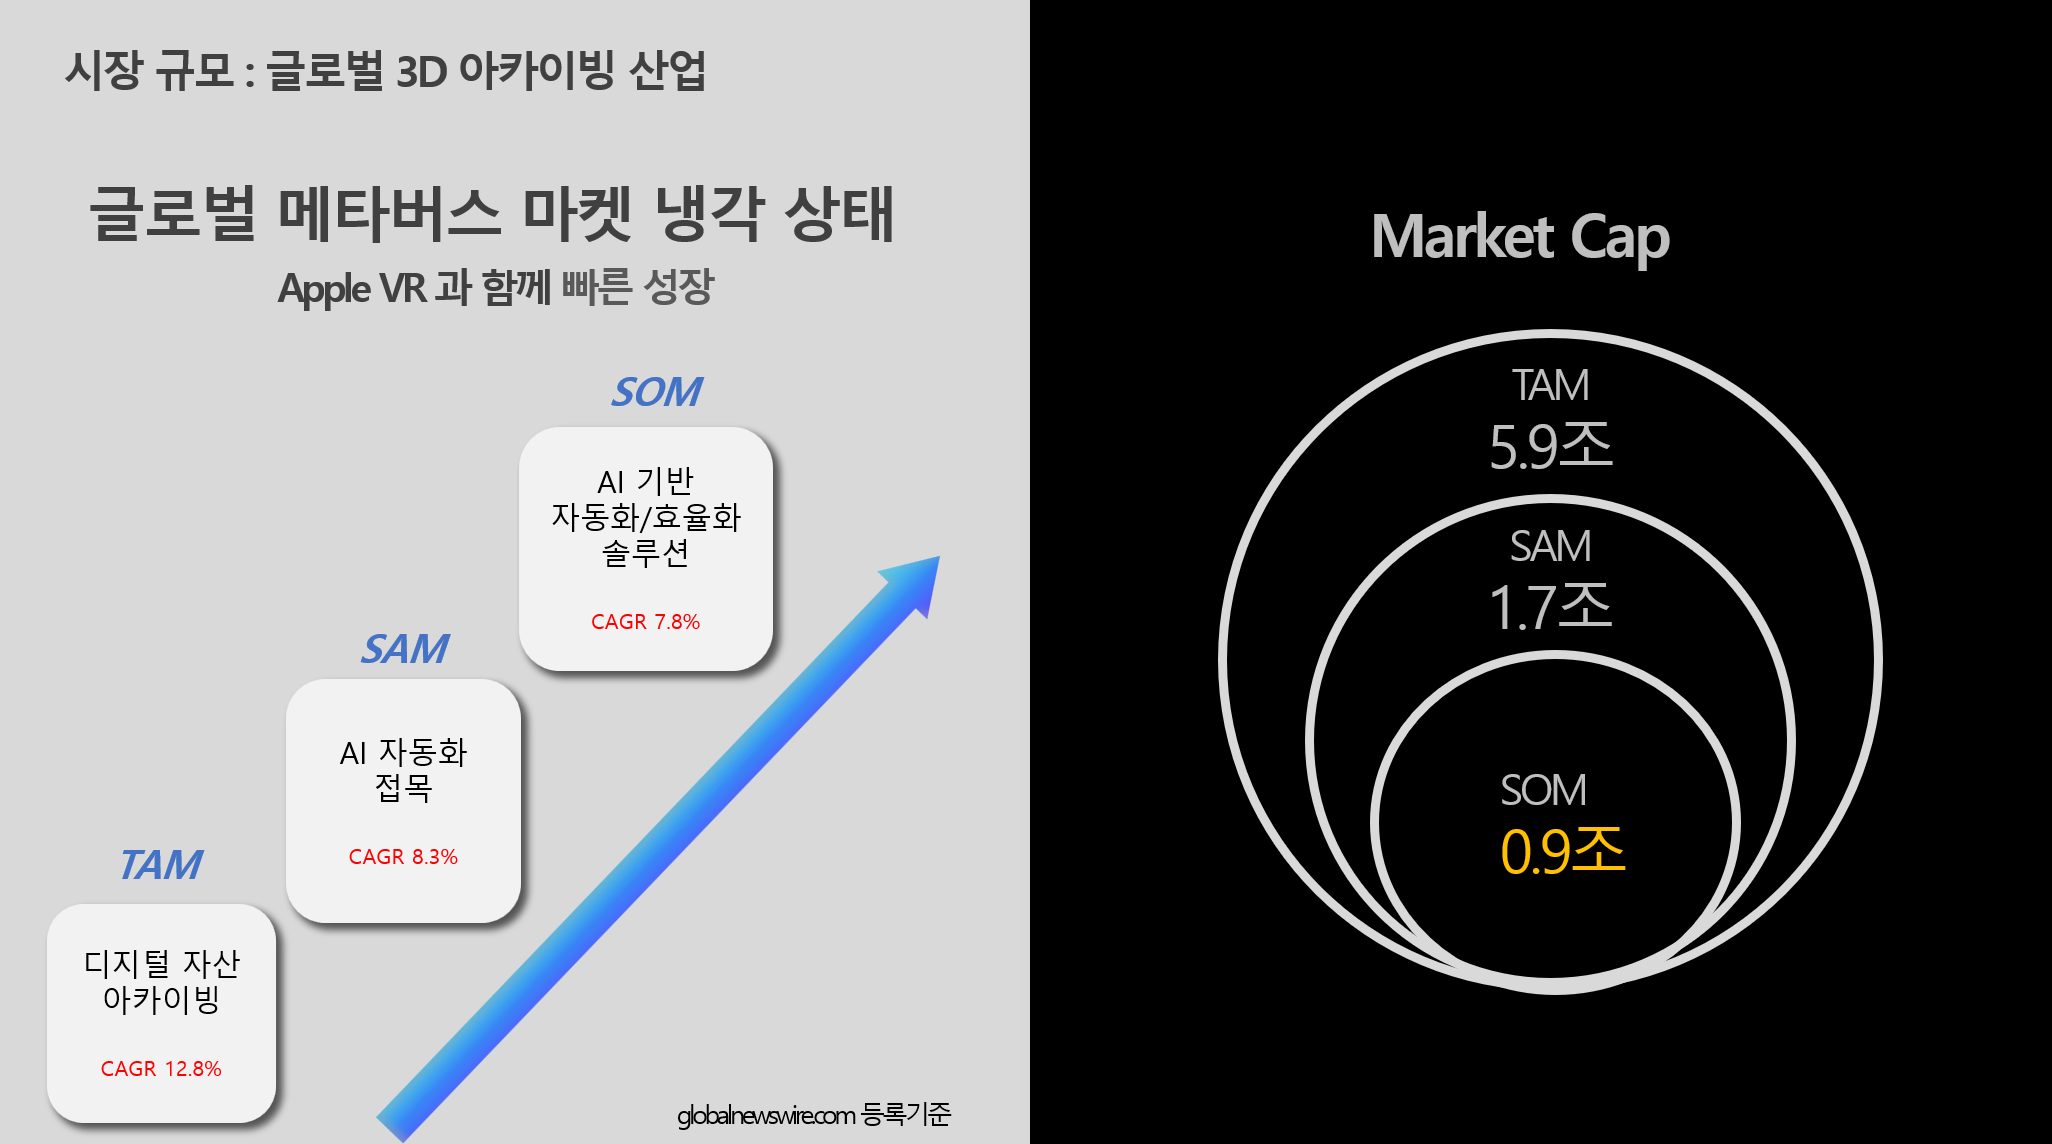 시장 규모 : 글로벌 3D 아카이빙 산업
글로벌 메타버스 마켓 냉각 상태
Apple VR 과 함께 빠른 성장
SOM
AI 기반
자동화/효율화
솔루션
CAGR 7.8%
SAM
AI 자동화
접목
CAGR 8.3%
TAM
디지털 자산
아카이빙
CAGR 12.8%
globalnewswire.com 등록기준
Market Cap
TAM
5.9조
SAM
1.7조
SOM
0.9조